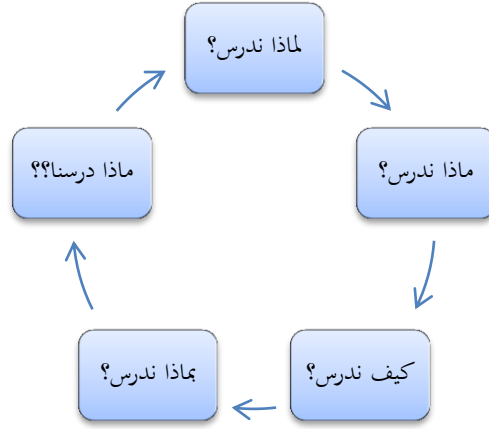 لماذا ندرس؟
ماذا ندرس؟
كيف ندرس؟
بماذا ندرس؟
ماذا درسنا؟؟